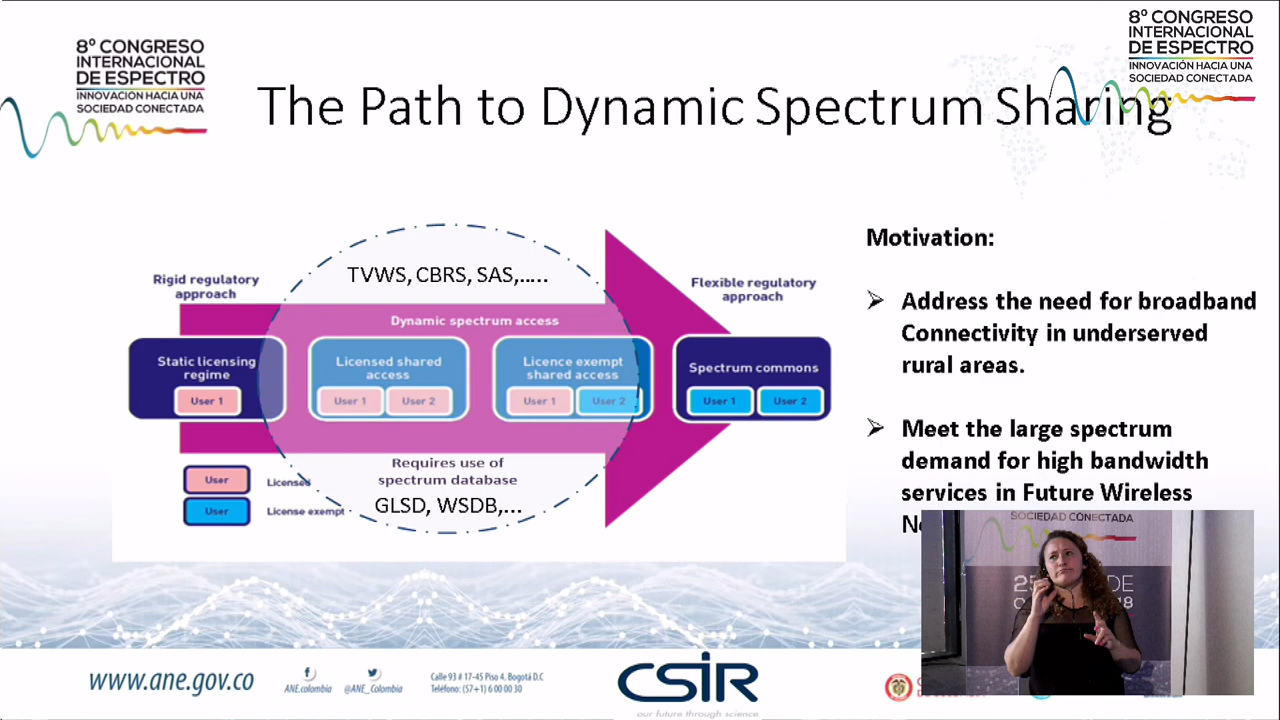 8º CONGRESO
INTERNACIONAL
DE ESPECTRO
INNOVACIÓN HACIA UNA
SOCIEDAD CONECTADA
8º CONGRESO
INTERNACIONAL
DE ESPECTRO
INNOVACIÓN HACIA UNA
SOCIEDAD CONECTADA
The Path to Dynamic Spectrum Sharing
Rigid regulatory
approach
TVWS, CBRS, SAS,.....
Flexible regulatory
approach
Dynamic spectrum access
Static licensing
regime
User 1
Licensed shared
access
User 1 User 2
Licence exempt
shared access
User 1 User 2
Spectrum commons
User 1 User 2
Requires use of
spectrum database
GLSD, WSDB,...
User Licensed
User License exempt
Motivation:
➢ Address the need for broadband
Connectivity in underserved
rural areas.
➢ Meet the large spectrum
demand for high bandwidth
services in Future Wireless
SOCIEDAD CONECTADA
DE
www.ane.gov.co
ANE.colombia
@ANE_Colombia
Calle 93 # 17-45 Piso 4. Bogotá D.C
Teléfono: (57+1) 6 00 00 30
CSIR
our future through science